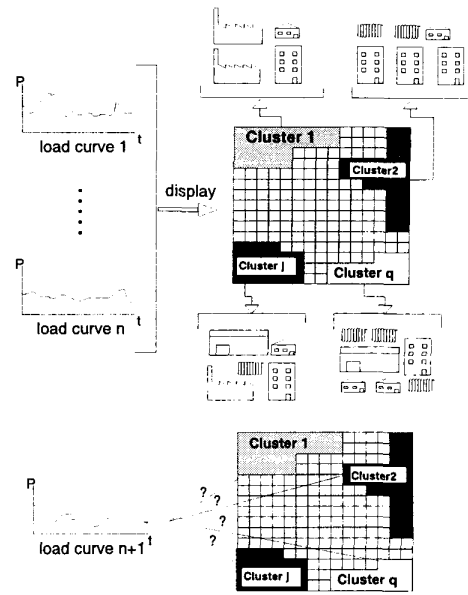 P
t
load curve 1
display
Cluster 1
Cluster2
Cluster j
Cluster q
P
t
load curve n
P
t
load curve n+1
?
?
?
?
Cluster 1
Cluster2
Cluster j
Cluster q